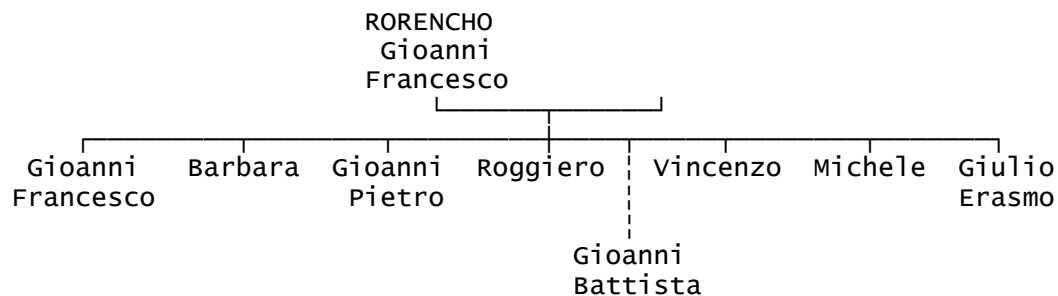 RORENCHO
Gioanni
Francesco
Gioanni Barbara Gioanni Roggiero Vincenzo Michele Giulio
Francesco Pietro Erasmo
Gioanni
Battista